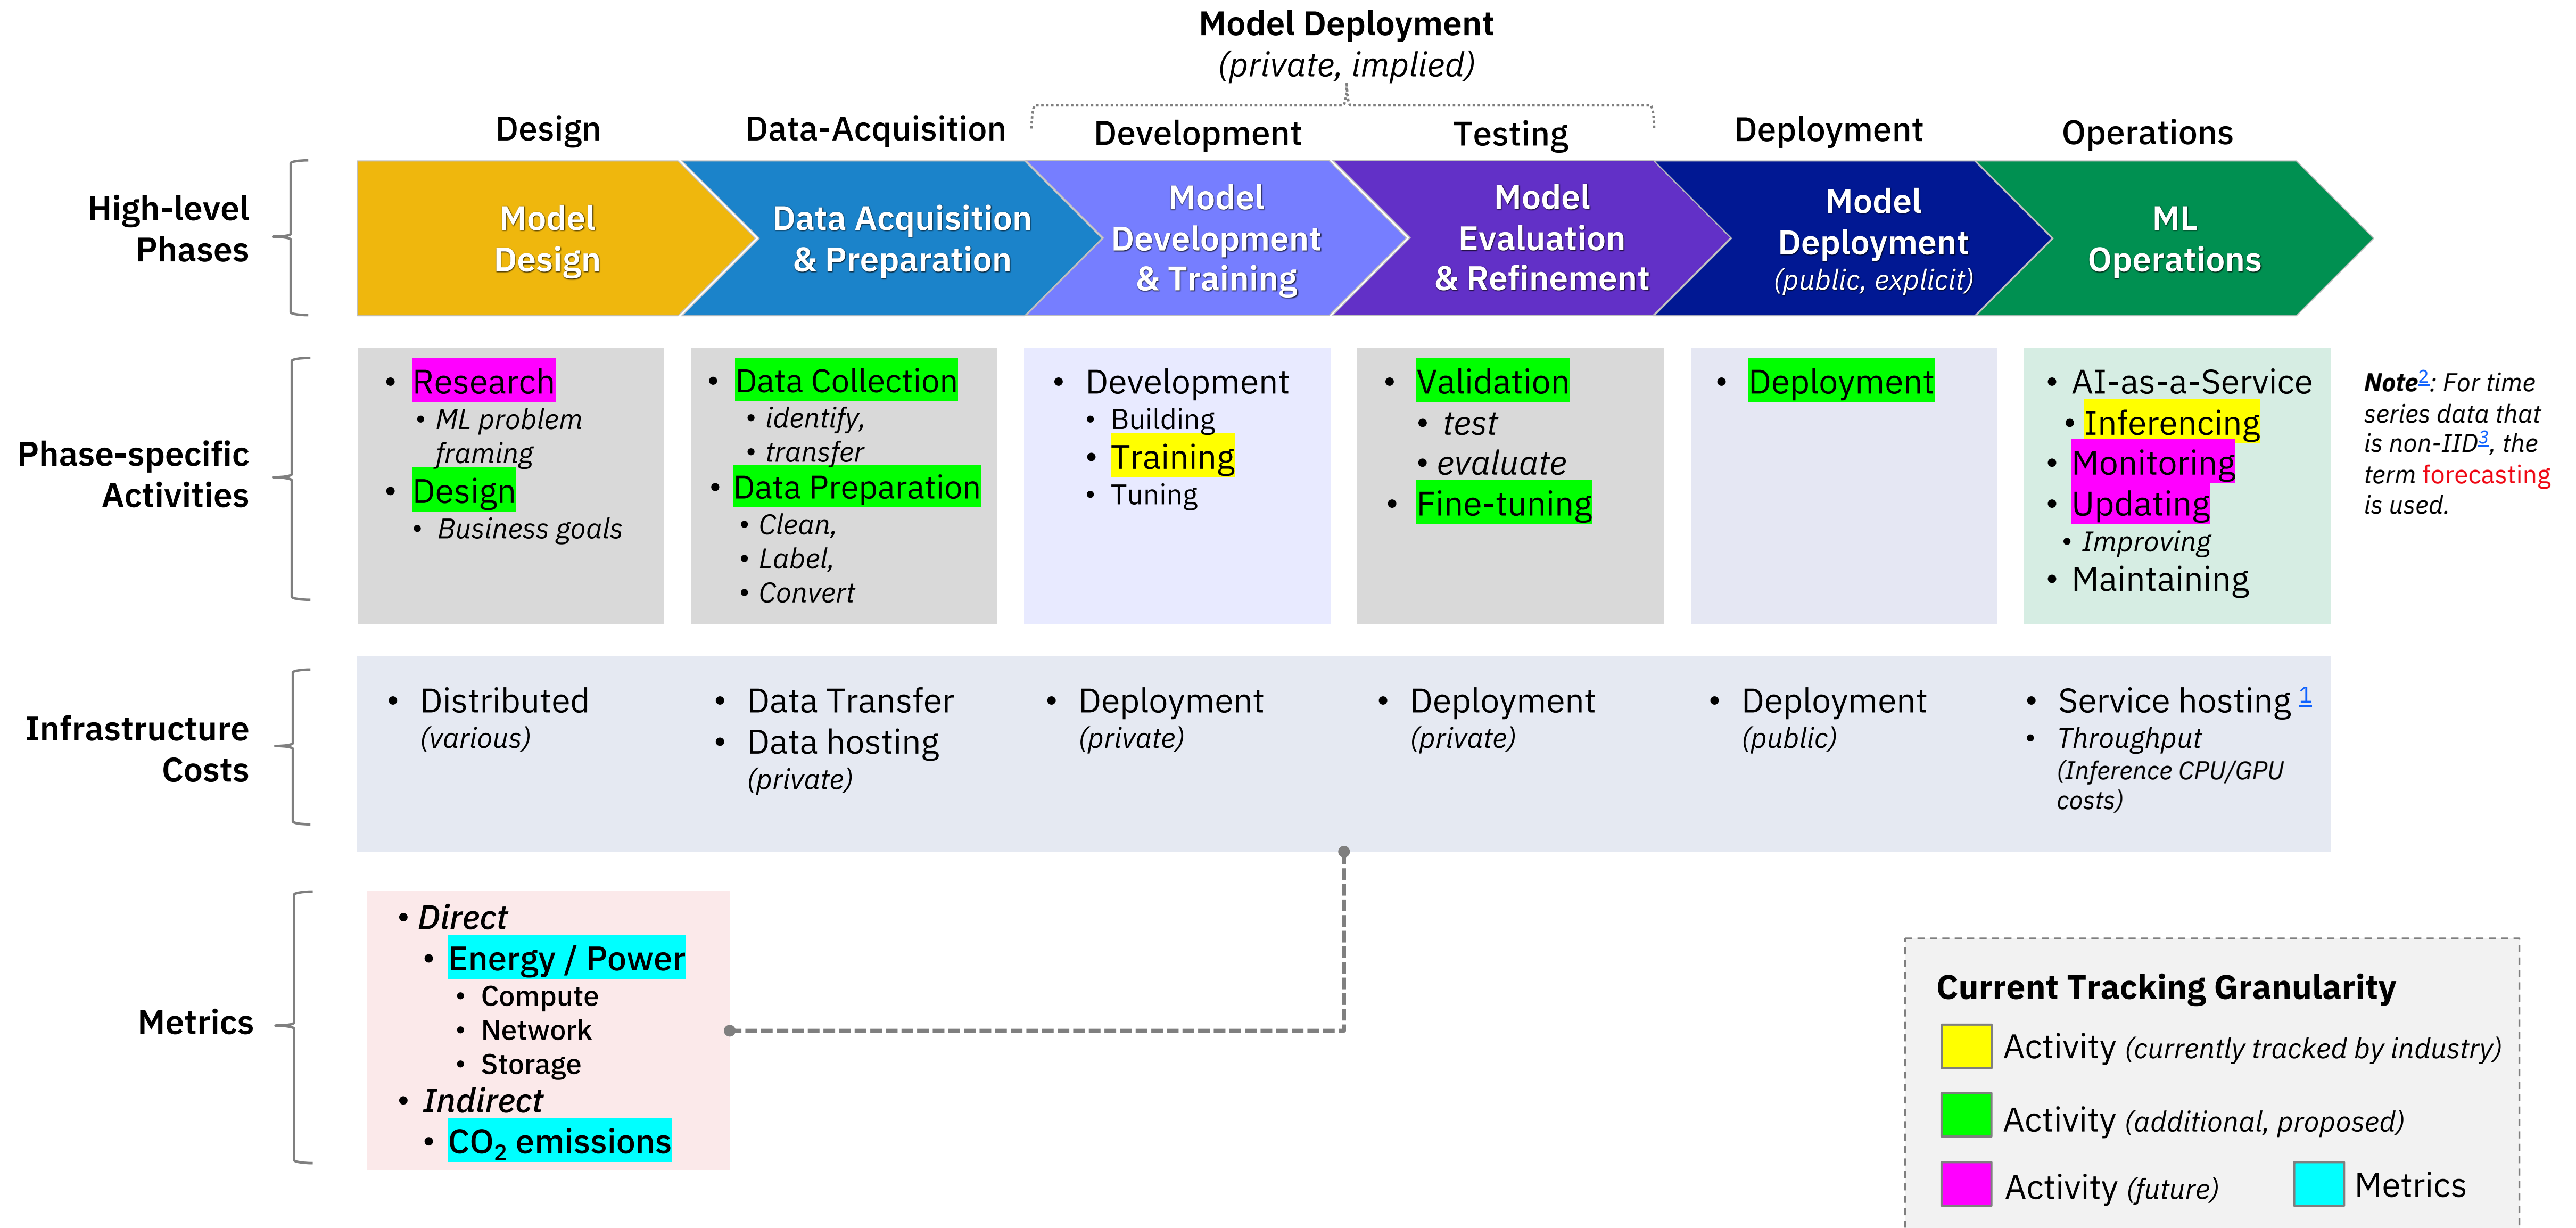 Model Deployment
(private, implied)
Design
Data-Acquisition
Development
Testing
Deployment
Operations
High-level
Phases
Model
Design
Data Acquisition
& Preparation
Model
Development
& Training
Model
Evaluation
& Refinement
Model
Deployment
(public, explicit)
ML
Operations
Phase-specific
Activities
• Research
• ML problem
framing
• Design
• Business goals
• Data Collection
• identify,
• transfer
• Data Preparation
• Clean,
• Label,
• Convert
• Development
• Building
• Training
• Tuning
• Validation
• test
• evaluate
• Fine-tuning
• Deployment
• AI-as-a-Service
• Inferencing
• Monitoring
• Updating
• Improving
• Maintaining
Note2: For time
series data that
is non-IID3, the
term forecasting
is used.
Infrastructure
Costs
• Distributed
(various)
• Data Transfer
• Data hosting
(private)
• Deployment
(private)
• Deployment
(private)
• Deployment
(public)
• Service hosting 1
• Throughput
(Inference CPU/GPU
costs)
Metrics
• Direct
• Energy / Power
• Compute
• Network
• Storage
• Indirect
• CO2 emissions
Current Tracking Granularity
Activity (currently tracked by industry)
Activity (additional, proposed)
Activity (future)
Metrics